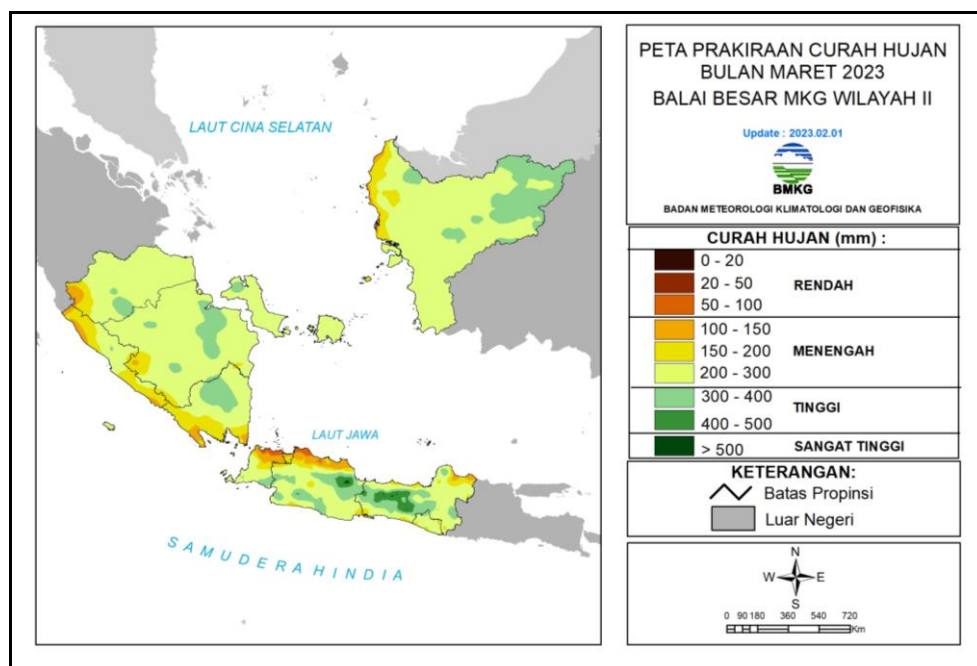 LAUT CINA SELATAN
LAUT JAWA
SAMUDERA HINDIA
PETA PRAKIRAAN CURAH HUJAN
BULAN MARET 2023
BALAI BESAR MKG WILAYAH II
Update : 2023.02.01
BMKG
BADAN METEOROLOGI KLIMATOLOGI DAN GEOFISIKA
CURAH HUJAN (mm) :
0 - 20
20 - 50
50 - 100
RENDAH
100 - 150
150 - 200
200 - 300
MENENGAH
300 - 400
400 - 500
TINGGI
> 500
SANGAT TINGGI
KETERANGAN:
Batas Propinsi
Luar Negeri
N
W
E
S
0 90 180 360 540 720
Km